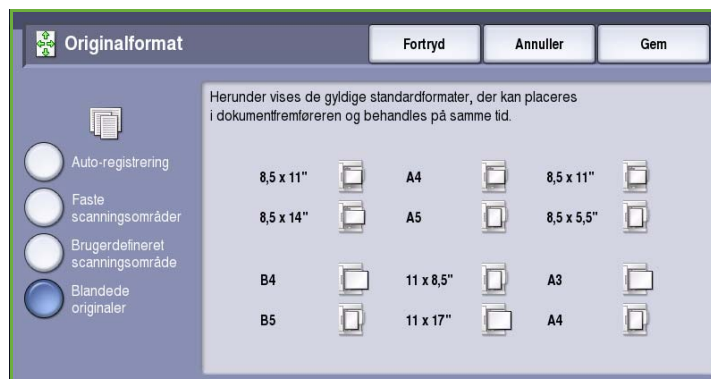 Originalformat
Fortryd
Annuller
Gem
Herunder vises de gyldige standardformater, der kan placeres
i dokumentfremføreren og behandles på samme tid.
Auto-registrering
Faste
scanningsområder
Brugerdefineret
scanningsområde
Blandede
originaler
8,5 x 11" A4 8,5 x 11"
8,5 x 14" A5 8,5 x 5,5"
B4 11 x 8,5" A3
B5 11 x 17" A4